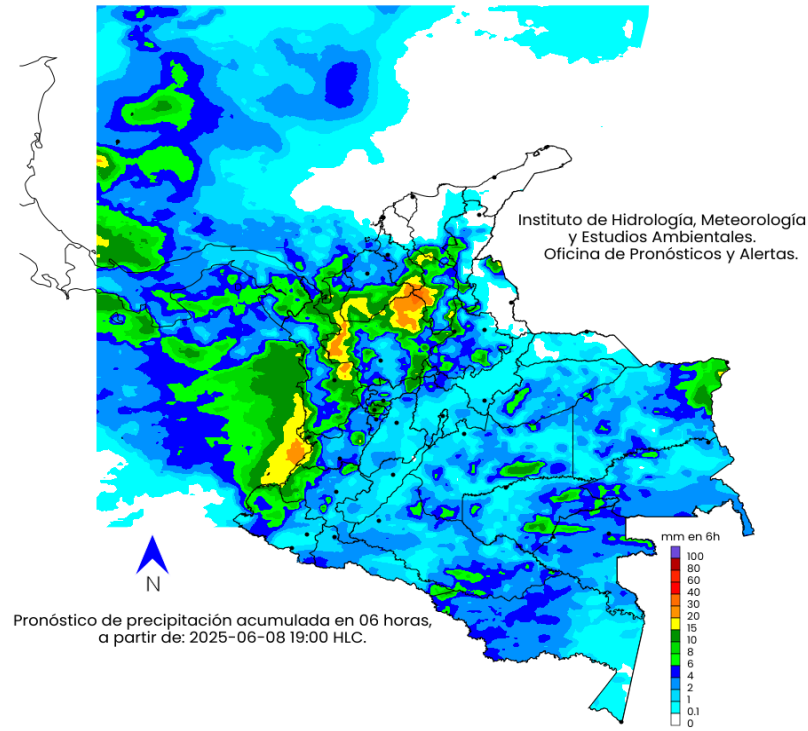 Instituto de Hidrología, Meteorología
y Estudios Ambientales.
Oficina de Pronósticos y Alertas.
mm en 6h
100
80
60
40
30
20
15
10
8
6
4
2
1
0.1
0
N
Pronóstico de precipitación acumulada en 06 horas,
a partir de: 2025-06-08 19:00 HLC.